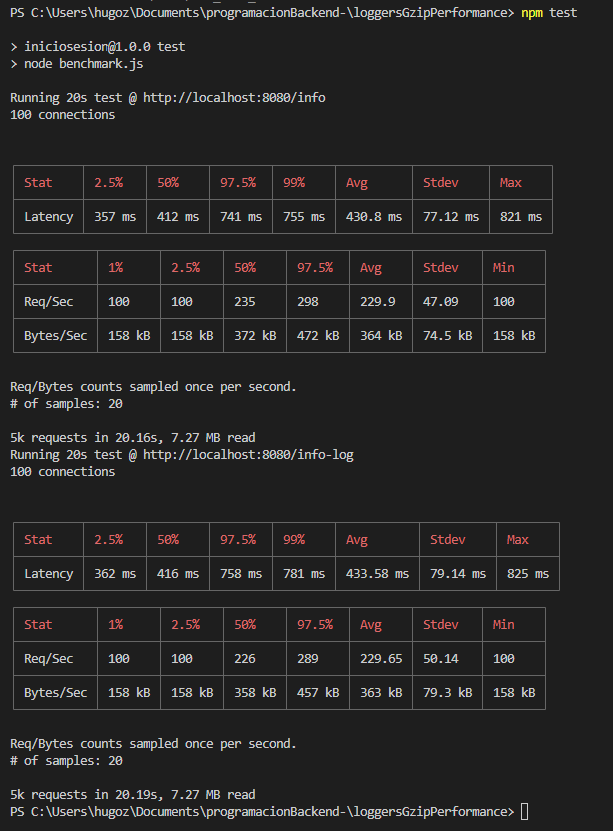 PS C:\Users\hugoz\Documents\programacionBackend-\loggersGzipPerformance> npm test
> iniciosesion@1.0.0 test
> node benchmark.js
Running 20s test @ http://localhost:8080/info
100 connections
Stat 2.5% 50% 97.5% 99% Avg Stdev Max
Latency 357 ms 412 ms 741 ms 755 ms 430.8 ms 77.12 ms 821 ms
Stat 1% 2.5% 50% 97.5% Avg Stdev Min
Req/Sec 100 100 235 298 229.9 47.09 100
Bytes/Sec 158 kB 158 kB 372 kB 472 kB 364 kB 74.5 kB 158 kB
Req/Bytes counts sampled once per second.
# of samples: 20
5k requests in 20.16s, 7.27 MB read
Running 20s test @ http://localhost:8080/info-log
100 connections
Stat 2.5% 50% 97.5% 99% Avg Stdev Max
Latency 362 ms 416 ms 758 ms 781 ms 433.58 ms 79.14 ms 825 ms
Stat 1% 2.5% 50% 97.5% Avg Stdev Min
Req/Sec 100 100 226 289 229.65 50.14 100
Bytes/Sec 158 kB 158 kB 358 kB 457 kB 363 kB 79.3 kB 158 kB
Req/Bytes counts sampled once per second.
# of samples: 20
5k requests in 20.19s, 7.27 MB read
PS C:\Users\hugoz\Documents\programacionBackend-\loggersGzipPerformance>